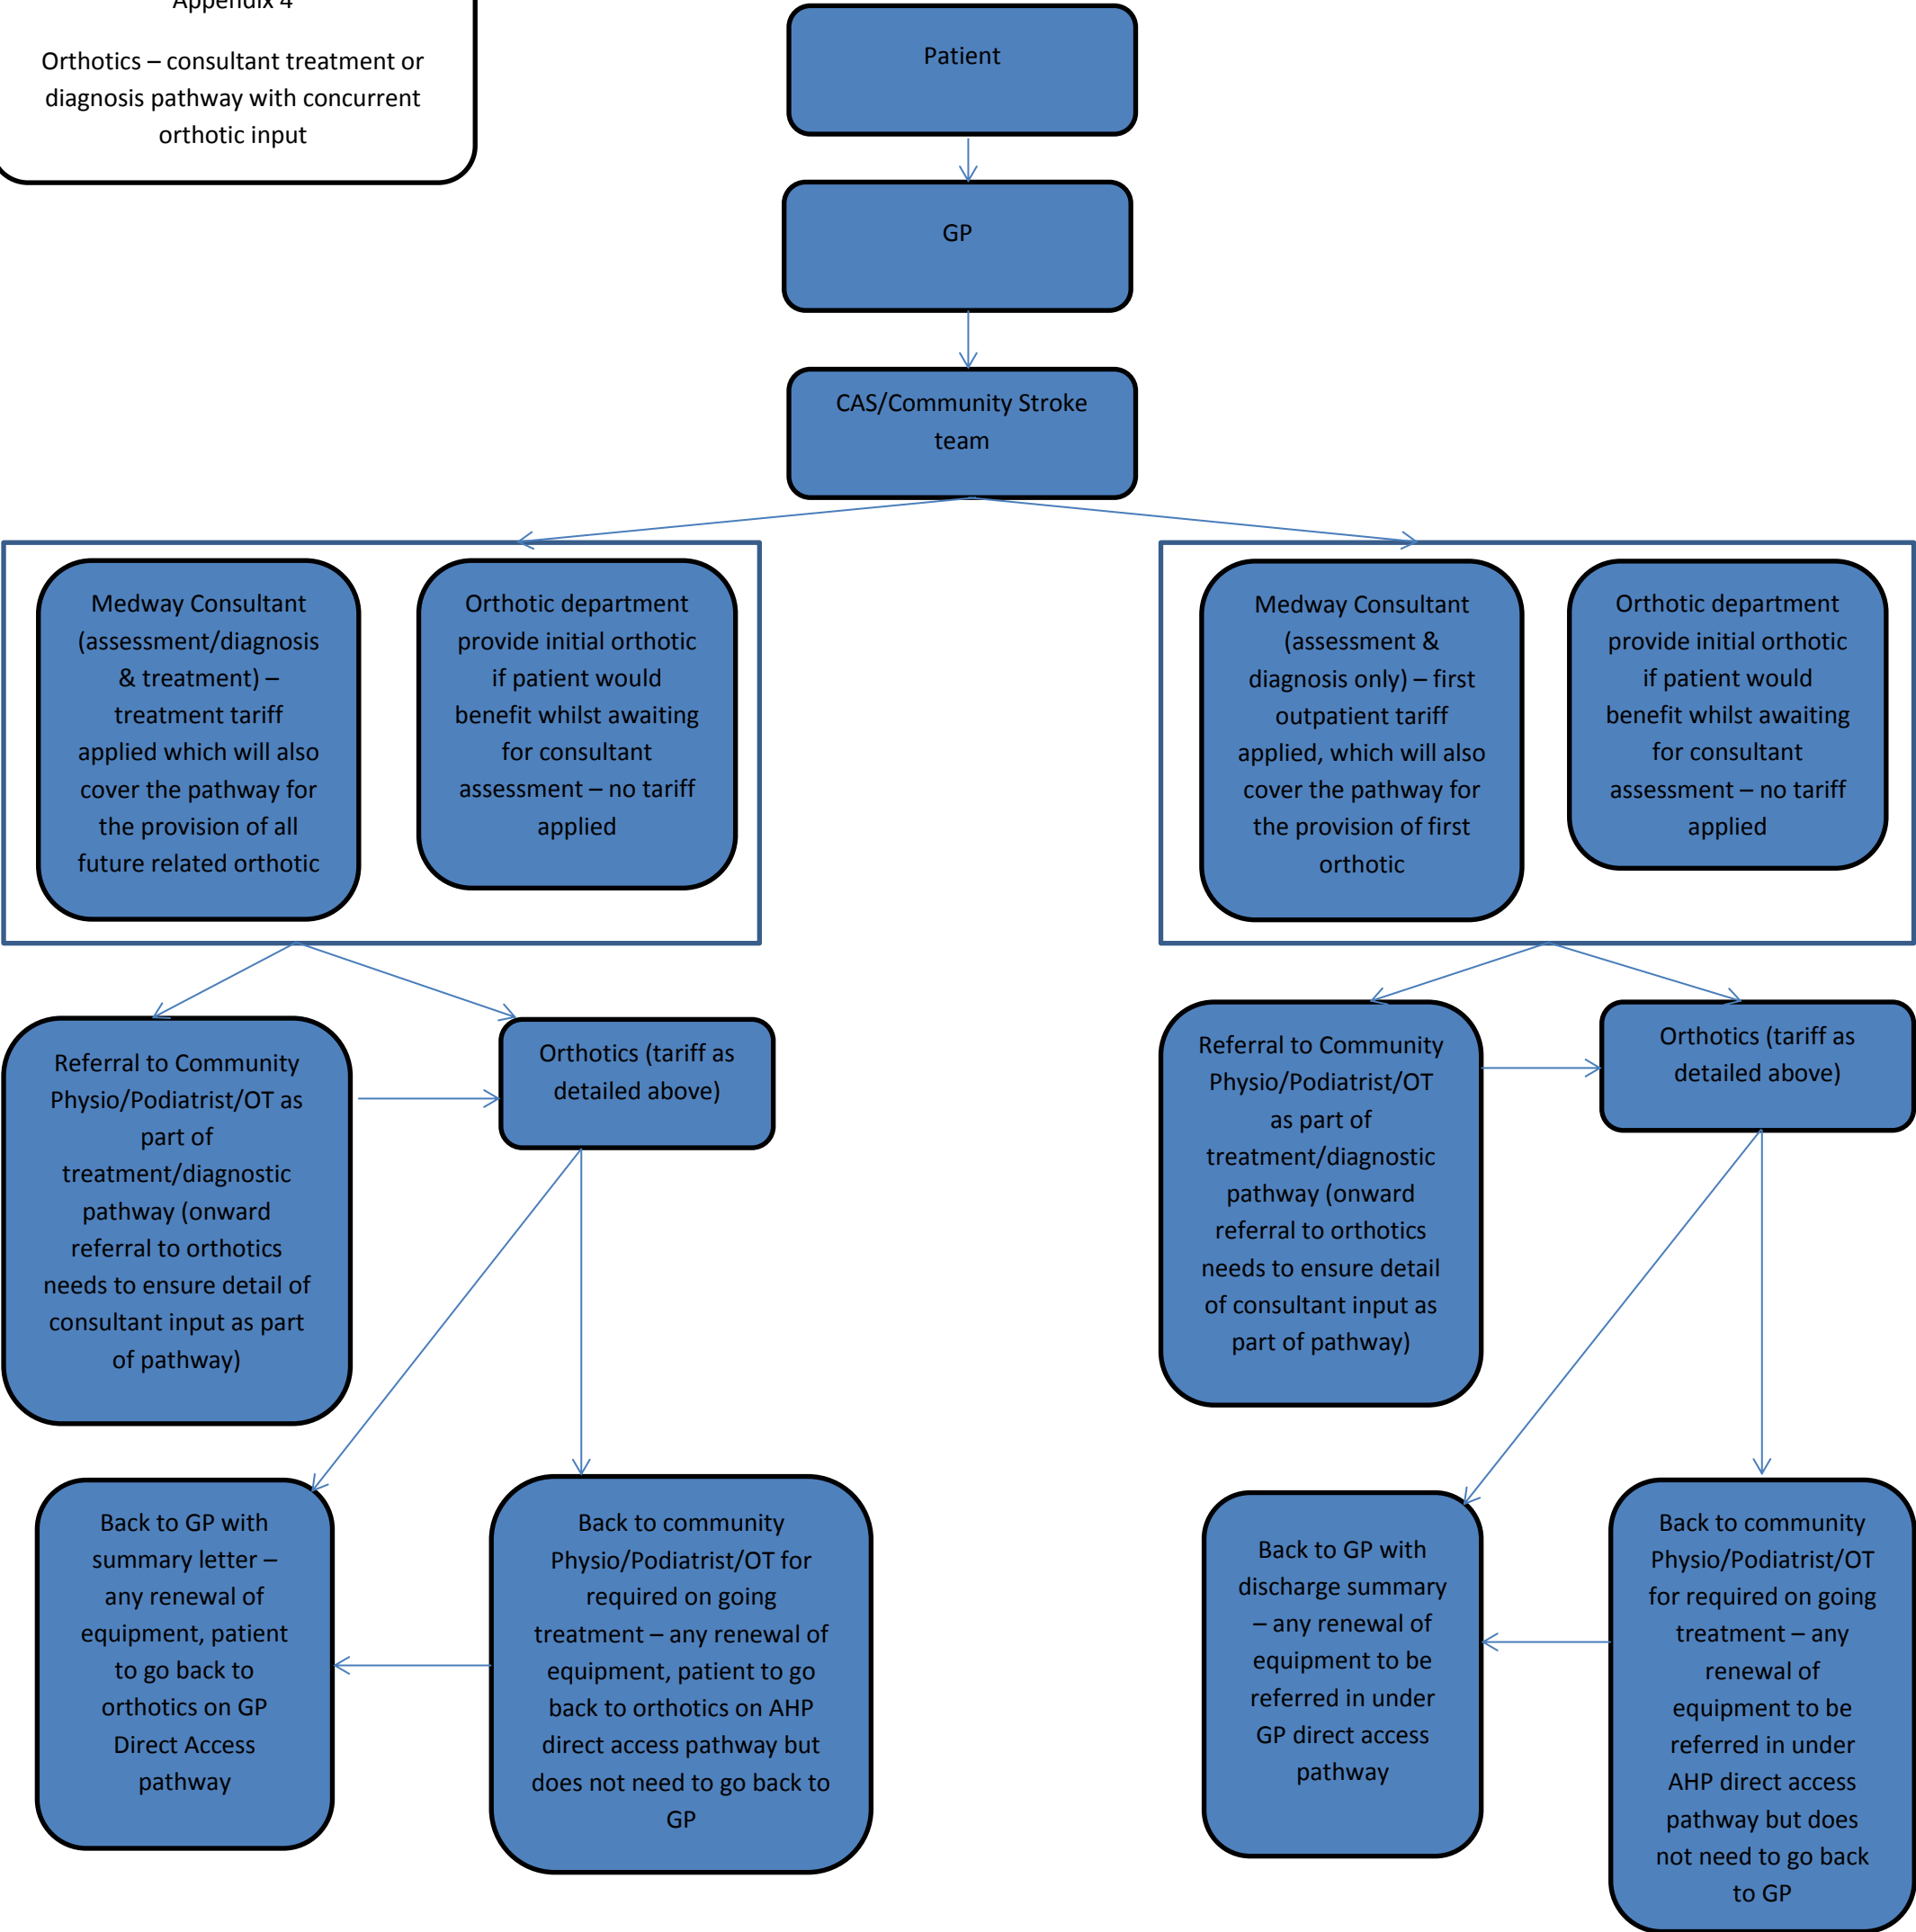 Appendix 4
Orthotics – consultant treatment or
diagnosis pathway with concurrent
orthotic input
Patient
GP
CAS/Community Stroke
team
Medway Consultant
(assessment/diagnosis
& treatment) –
treatment tariff
applied which will also
cover the pathway for
the provision of all
future related orthotic
Orthotic department
provide initial orthotic
if patient would
benefit whilst awaiting
for consultant
assessment – no tariff
applied
Medway Consultant
(assessment &
diagnosis only) – first
outpatient tariff
applied, which will also
cover the pathway for
the provision of first
orthotic
Orthotic department
provide initial orthotic
if patient would
benefit whilst awaiting
for consultant
assessment – no tariff
applied
Referral to Community
Physio/Podiatrist/OT as
part of
treatment/diagnostic
pathway (onward
referral to orthotics
needs to ensure detail of
consultant input as part
of pathway)
Orthotics (tariff as
detailed above)
Referral to Community
Physio/Podiatrist/OT
as part of
treatment/diagnostic
pathway (onward
referral to orthotics
needs to ensure detail
of consultant input as
part of pathway)
Orthotics (tariff as
detailed above)
Back to GP with
summary letter –
any renewal of
equipment, patient
to go back to
orthotics on GP
Direct Access
pathway
Back to community
Physio/Podiatrist/OT for
required on going
treatment – any renewal of
equipment, patient to go
back to orthotics on AHP
direct access pathway but
does not need to go back to
GP
Back to GP with
discharge summary
– any renewal of
equipment to be
referred in under
GP direct access
pathway
Back to community
Physio/Podiatrist/OT
for required on going
treatment – any
renewal of
equipment to be
referred in under
AHP direct access
pathway but does
not need to go back
to GP